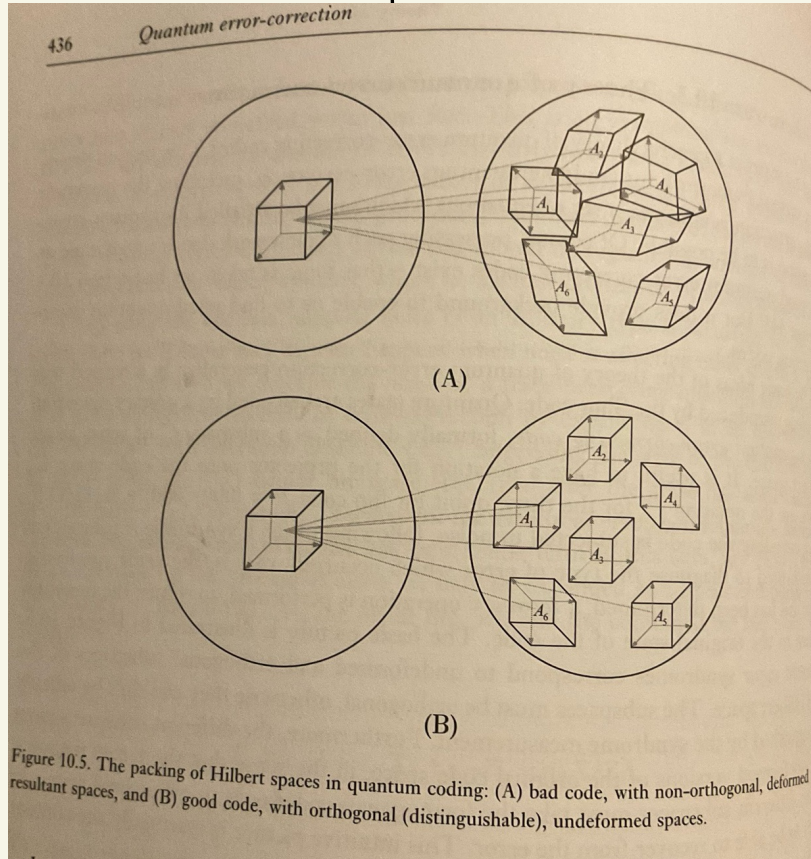 436
Quantum error-correction
A2
A4
A1
A3
A6
A5
(A)
A2
A4
A1
A3
A6
A5
(B)
Figure 10.5. The packing of Hilbert spaces in quantum coding: (A) bad code, with non-orthogonal, deformed
resultant spaces, and (B) good code, with orthogonal (distinguishable), undeformed spaces.